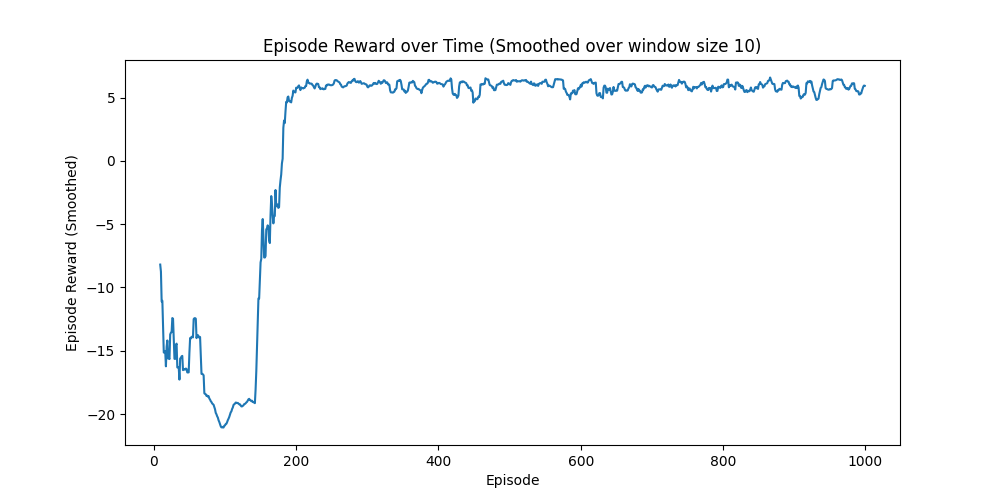 Episode Reward over Time (Smoothed over window size 10)
Episode Reward (Smoothed)
5
0
−5
−10
−15
−20
0 200 400 600 800 1000
Episode